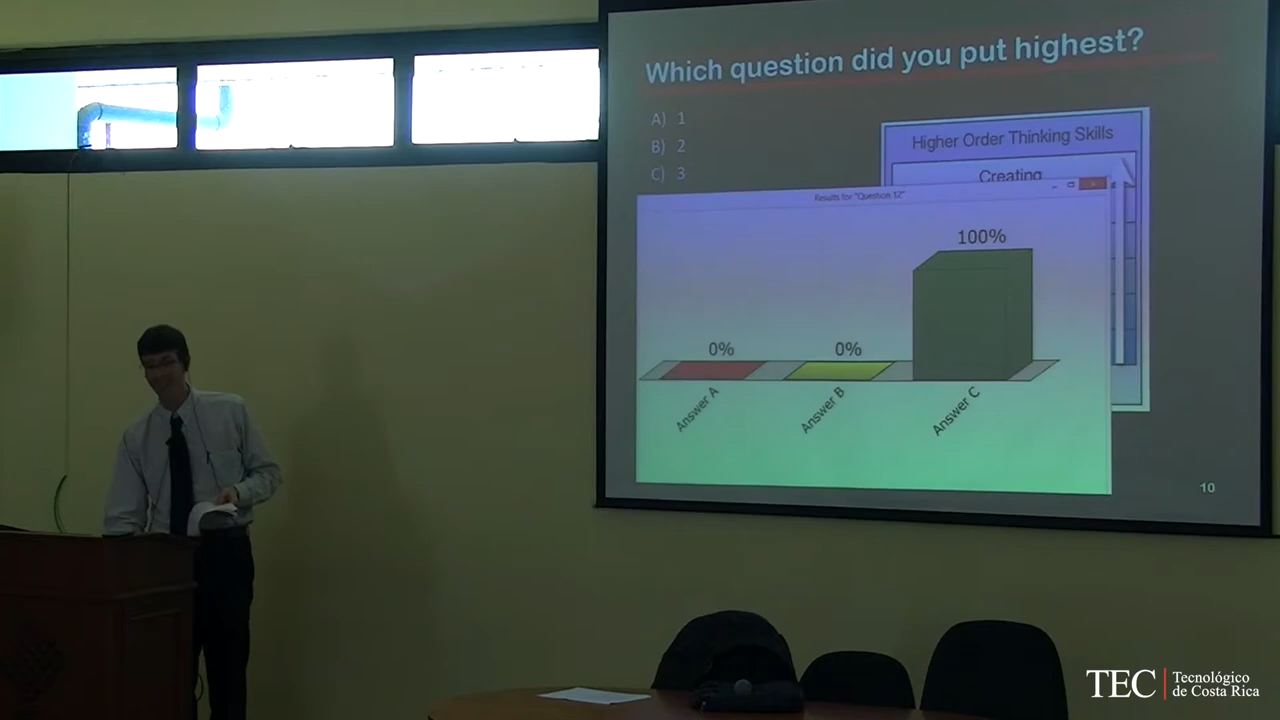 Which question did you put highest?
A) 1
B) 2
C) 3
Higher Order Thinking Skills
Creating
Results for "Question 12"
100%
0%
0%
Answer A
Answer B
Answer C
10
TEC
Tecnológico
de Costa Rica